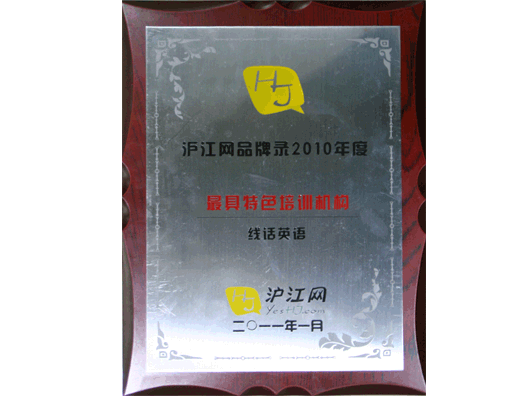 HJ
沪江网品牌录2010年度
最具特色培训机构
线话英语
HJ 沪江网
YesHJ.com
二〇一一年一月